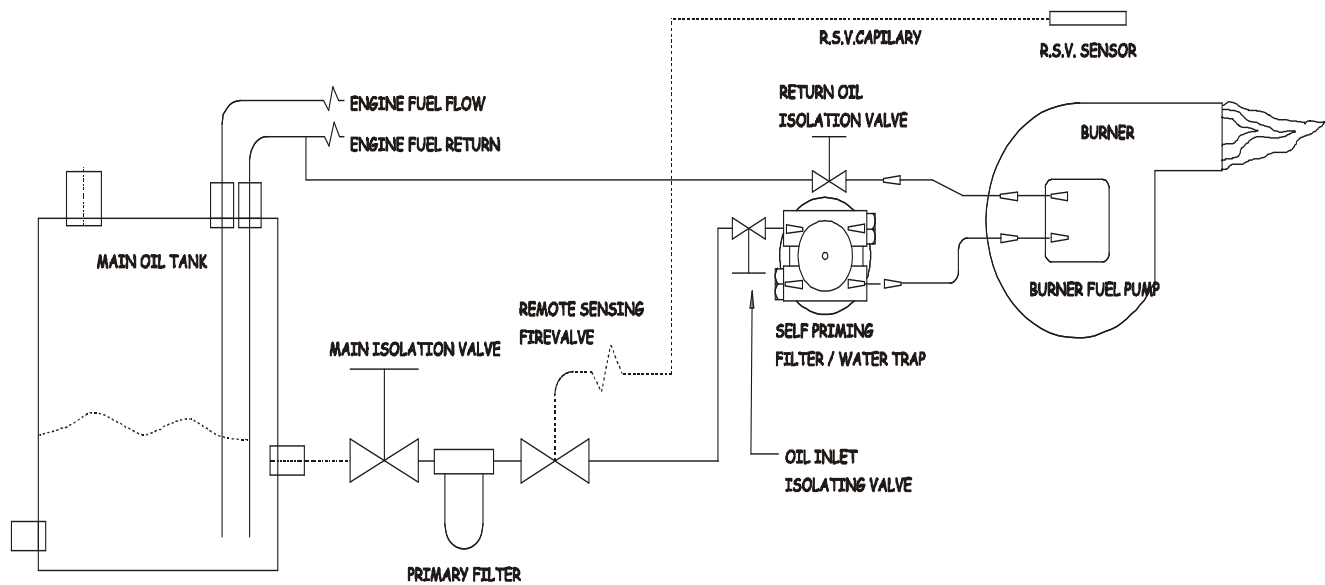 R.S.V.CAPILARY
R.S.V. SENSOR
ENGINE FUEL FLOW
ENGINE FUEL RETURN
RETURN OIL
ISOLATION VALVE
BURNER
MAIN OIL TANK
BURNER FUEL PUMP
REMOTE SENSING
FIREVALVE
SELF PRIMING
FILTER / WATER TRAP
MAIN ISOLATION VALVE
OIL INLET
ISOLATING VALVE
PRIMARY FILTER